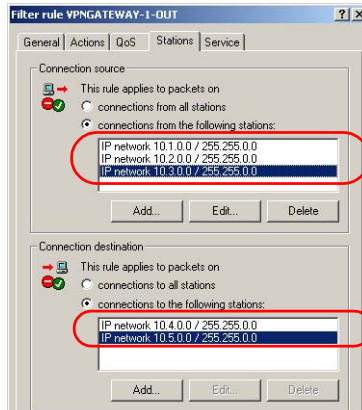 Filter rule VPNGATEWAY-1-OUT
General Actions QoS Stations Service
Connection source
This rule applies to packets on
connections from all stations
connections from the following stations:
IP network 10.1.0.0 / 255.255.0.0
IP network 10.2.0.0 / 255.255.0.0
IP network 10.3.0.0 / 255.255.0.0
Add... Edit... Delete
Connection destination
This rule applies to packets on
connections to all stations
connections to the following stations:
IP network 10.4.0.0 / 255.255.0.0
IP network 10.5.0.0 / 255.255.0.0
Add... Edit... Delete